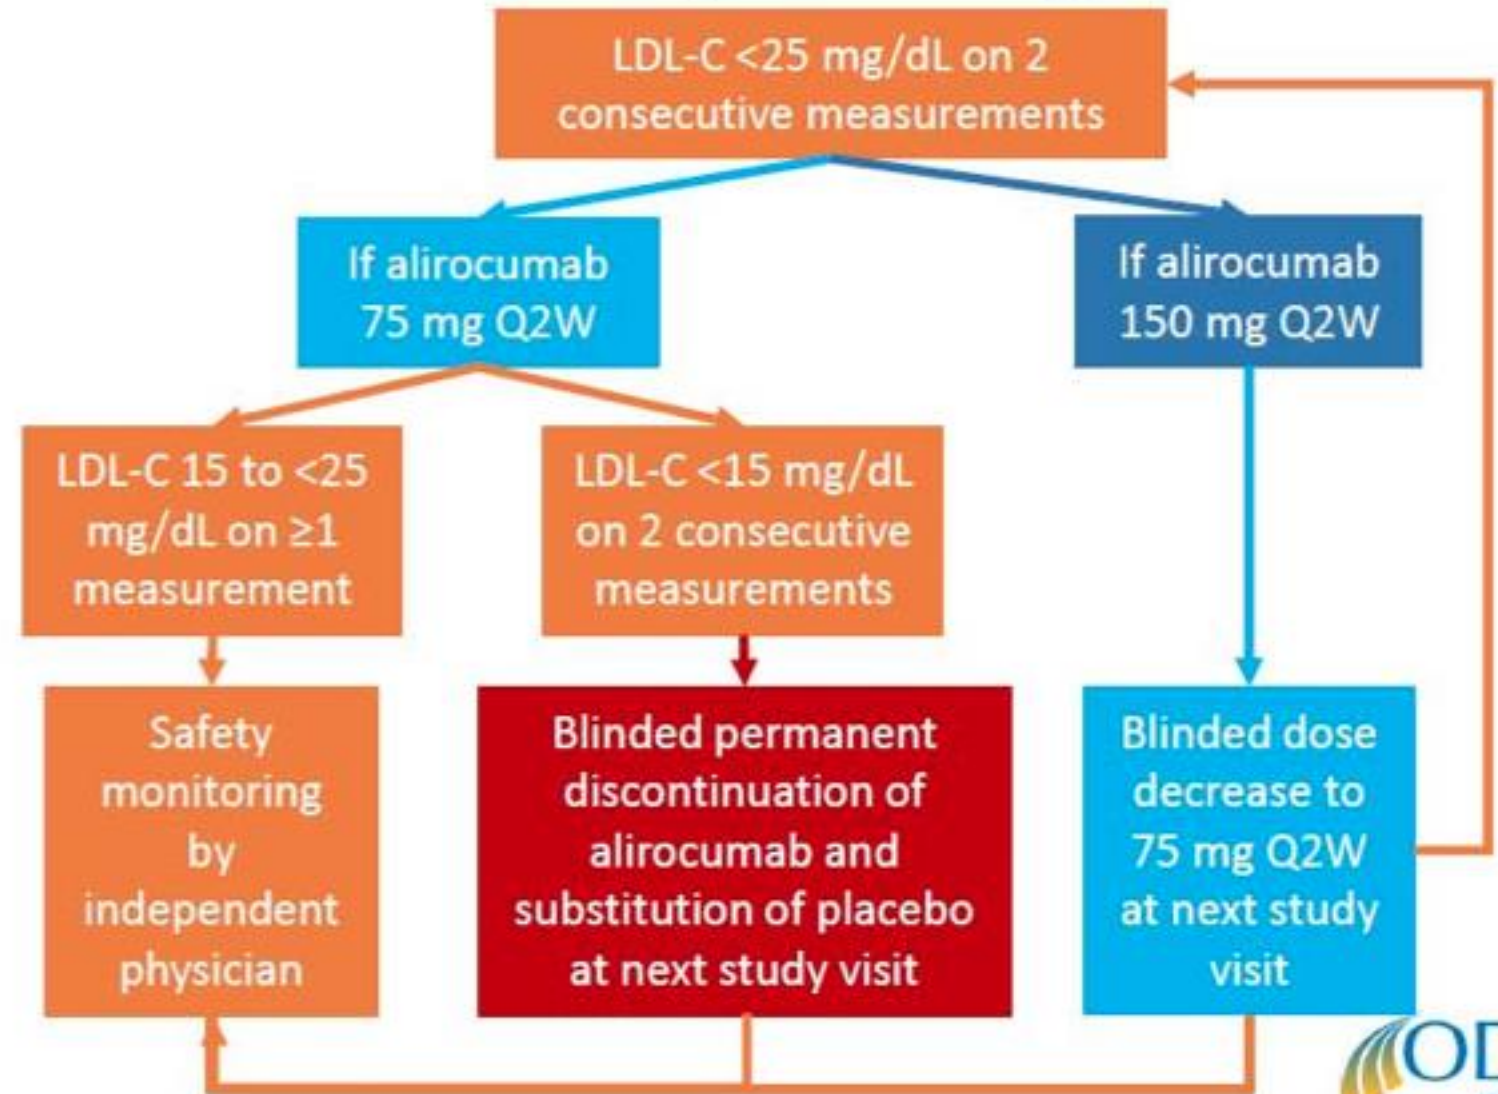 LDL-C <25 mg/dL on 2
consecutive measurements
If alirocumab
75 mg Q2W
If alirocumab
150 mg Q2W
LDL-C 15 to <25
mg/dL on ≥1
measurement
LDL-C <15 mg/dL
on 2 consecutive
measurements
Safety
monitoring
by
independent
physician
Blinded permanent
discontinuation of
alirocumab and
substitution of placebo
at next study visit
Blinded dose
decrease to
75 mg Q2W
at next study
visit